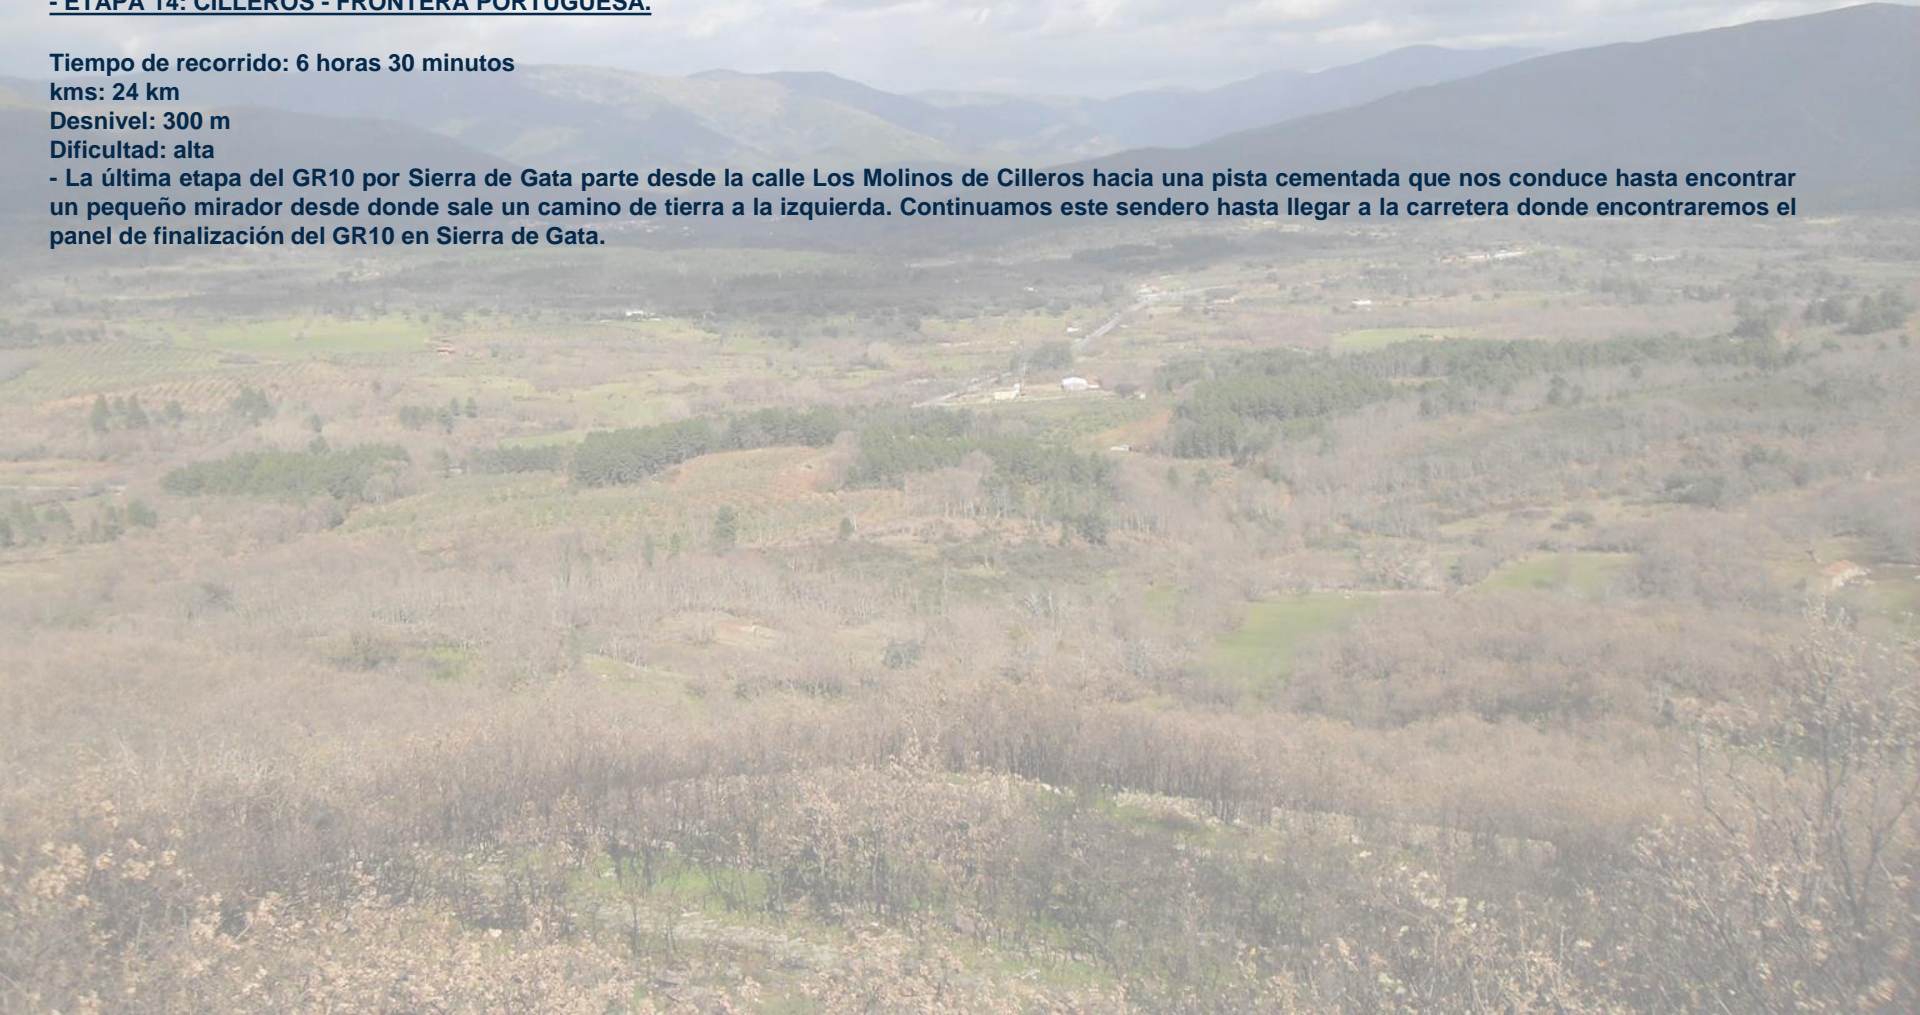 - ETAPA 14: CILLEROS - FRONTERA PORTUGUESA.
Tiempo de recorrido: 6 horas 30 minutos
kms: 24 km
Desnivel: 300 m
Dificultad: alta
- La última etapa del GR10 por Sierra de Gata parte desde la calle Los Molinos de Cilleros hacia una pista cementada que nos conduce hasta encontrar
un pequeño mirador desde donde sale un camino de tierra a la izquierda. Continuamos este sendero hasta llegar a la carretera donde encontraremos el
panel de finalización del GR10 en Sierra de Gata.